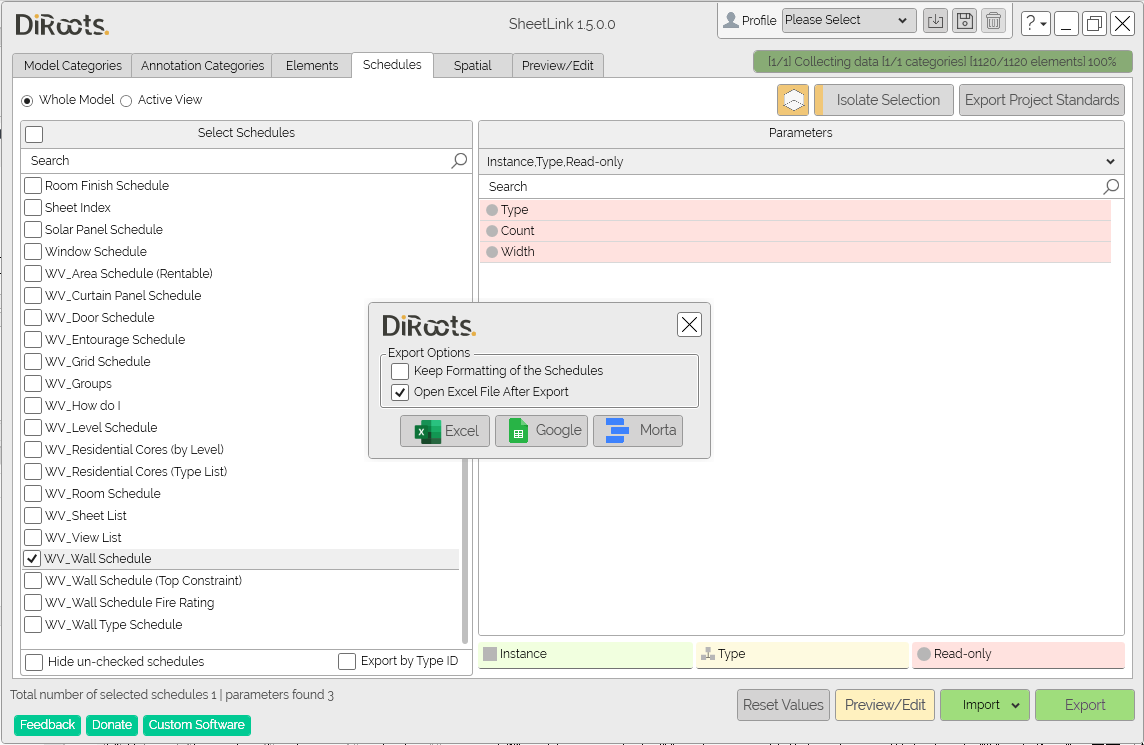 DiRoots.
SheetLink 1.5.0.0
Profile
Please Select
?
Model Categories
Annotation Categories
Elements
Schedules
Spatial
Preview/Edit
[1/1] Collecting data [1/1 categories] [1120/1120 elements] 100%
Whole Model
Active View
Isolate Selection
Export Project Standards
Select Schedules
Search
Room Finish Schedule
Sheet Index
Solar Panel Schedule
Window Schedule
WV_Area Schedule (Rentable)
WV_Curtain Panel Schedule
WV_Door Schedule
WV_Entourage Schedule
WV_Grid Schedule
WV_Groups
WV_How do I
WV_Level Schedule
WV_Residential Cores (by Level)
WV_Residential Cores (Type List)
WV_Room Schedule
WV_Sheet List
WV_View List
WV_Wall Schedule
WV_Wall Schedule (Top Constraint)
WV_Wall Schedule Fire Rating
WV_Wall Type Schedule
Hide un-checked schedules
Export by Type ID
Parameters
Instance,Type,Read-only
Search
Type
Count
Width
DiRoots.
Export Options
Keep Formatting of the Schedules
Open Excel File After Export
Excel
Google
Morta
Instance
Type
Read-only
Total number of selected schedules 1 | parameters found 3
Reset Values
Preview/Edit
Import
Export
Feedback
Donate
Custom Software